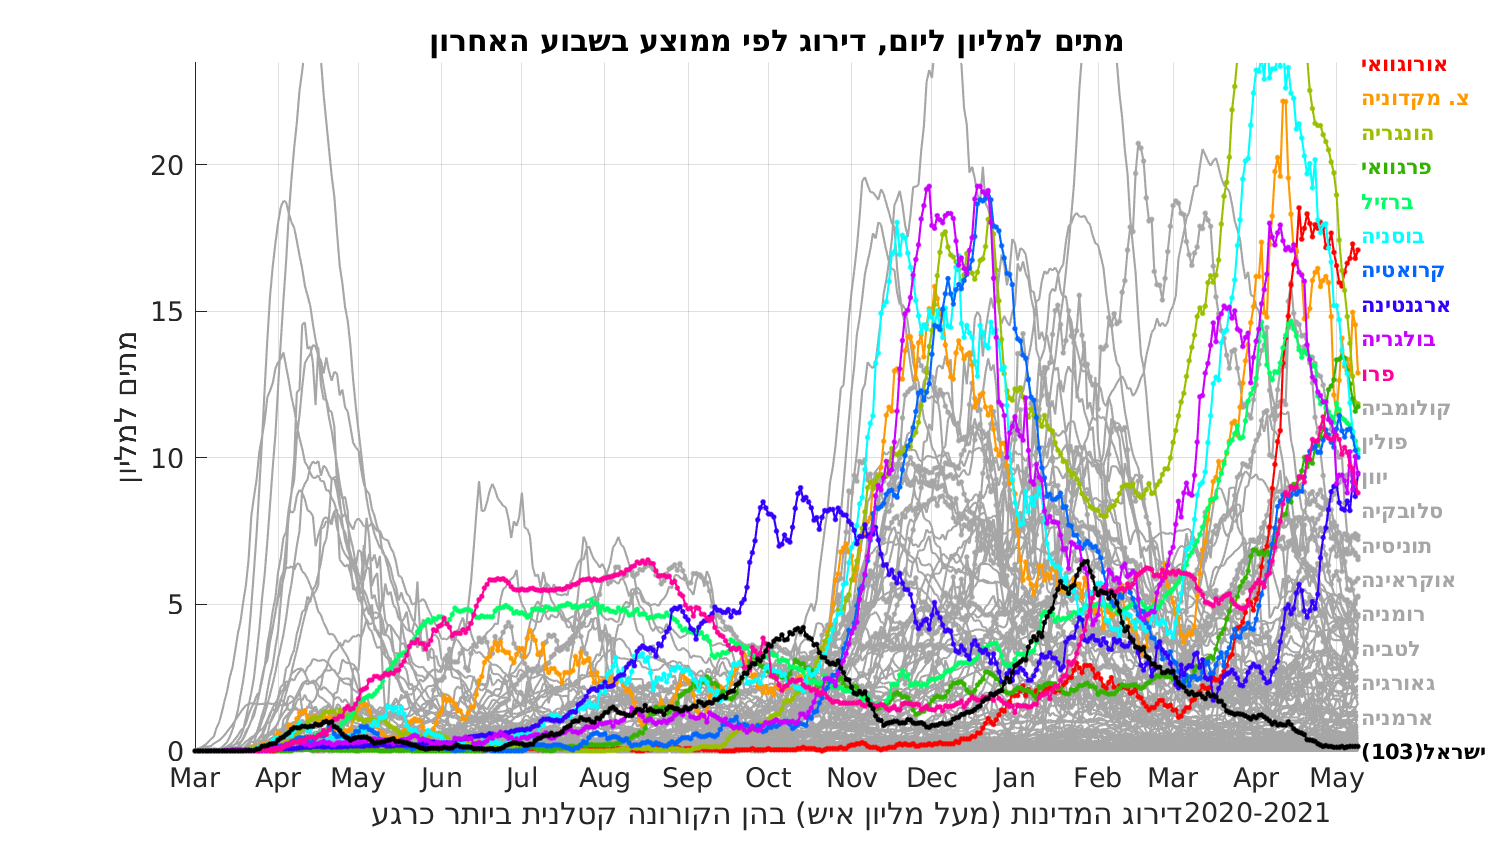 מתים למליון ליום, דירוג לפי ממוצע בשבוע האחרון
מתים למליון
20
15
10
5
0
Mar Apr May Jun Jul Aug Sep Oct Nov Dec Jan Feb Mar Apr May
דירוג המדינות (מעל מליון איש) בהן הקורונה קטלנית ביותר כרגע2020-2021
אורוגוואי
צ. מקדוניה
הונגריה
פרגוואי
ברזיל
בוסניה
קרואטיה
ארגנטינה
בולגריה
פרו
קולומביה
פולין
יוון
סלובקיה
תוניסיה
אוקראינה
רומניה
לטביה
גאורגיה
ארמניה
ישראל(103)